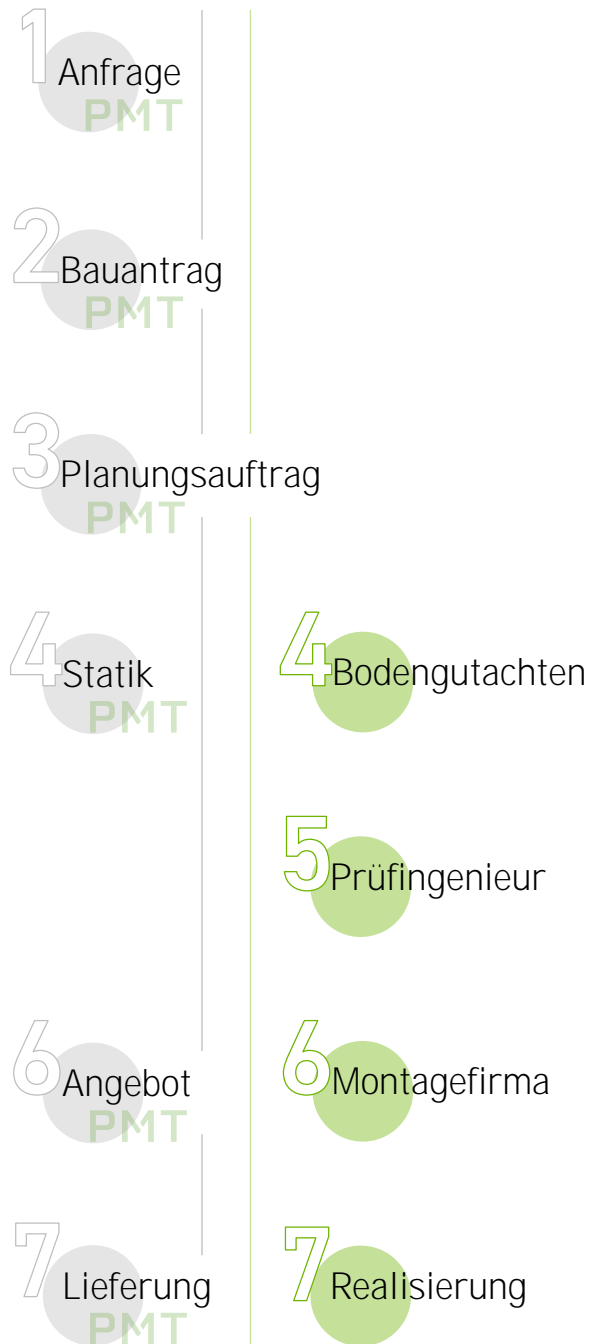 1 Anfrage
PMT
2 Bauantrag
PMT
3 Planungsauftrag
PMT
4 Statik
PMT
4 Bodengutachten
5 Prüfingenieur
6 Angebot
PMT
6 Montagefirma
7 Lieferung
PMT
7 Realisierung